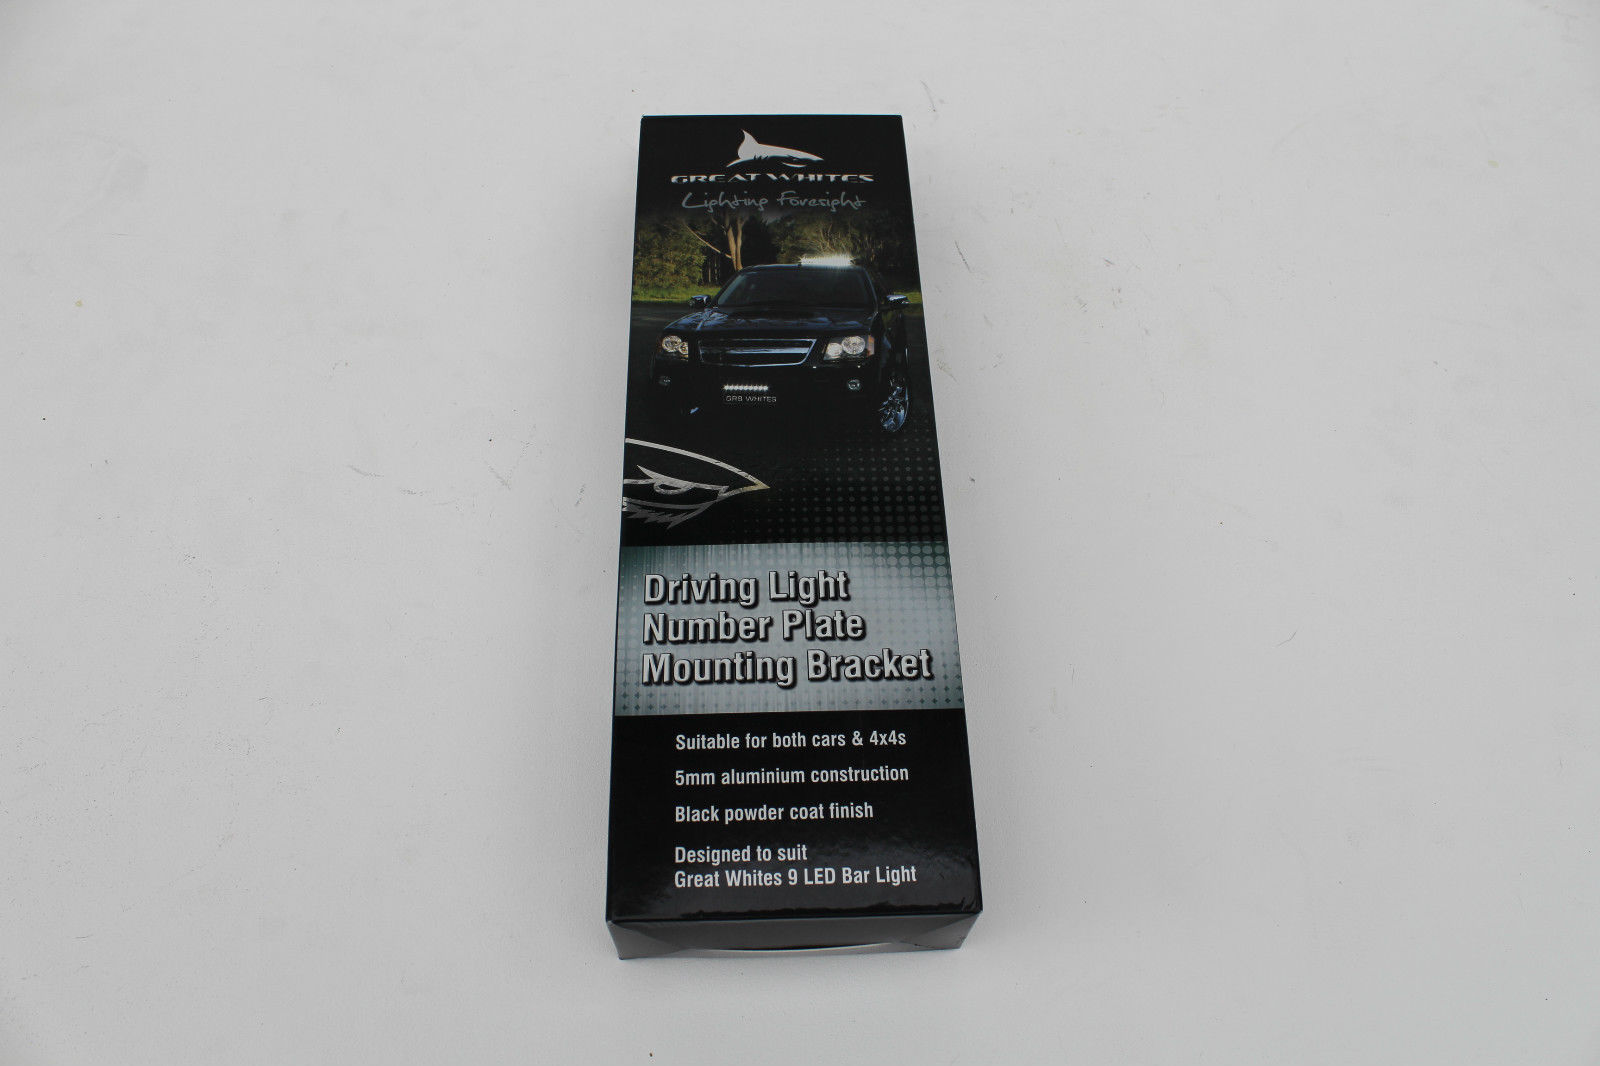 GREAT WHITES
Lighting Foresight
GR8 WHITES
Driving Light
Number Plate
Mounting Bracket
Suitable for both cars & 4x4s
5mm aluminium construction
Black powder coat finish
Designed to suit
Great Whites 9 LED Bar Light